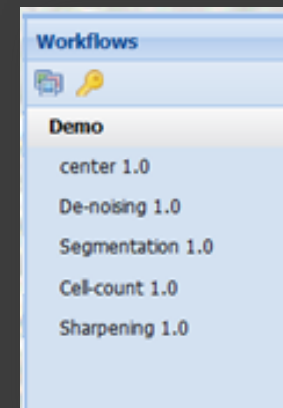 Workflows
Demo
center 1.0
De-noising 1.0
Segmentation 1.0
Cell-count 1.0
Sharpening 1.0